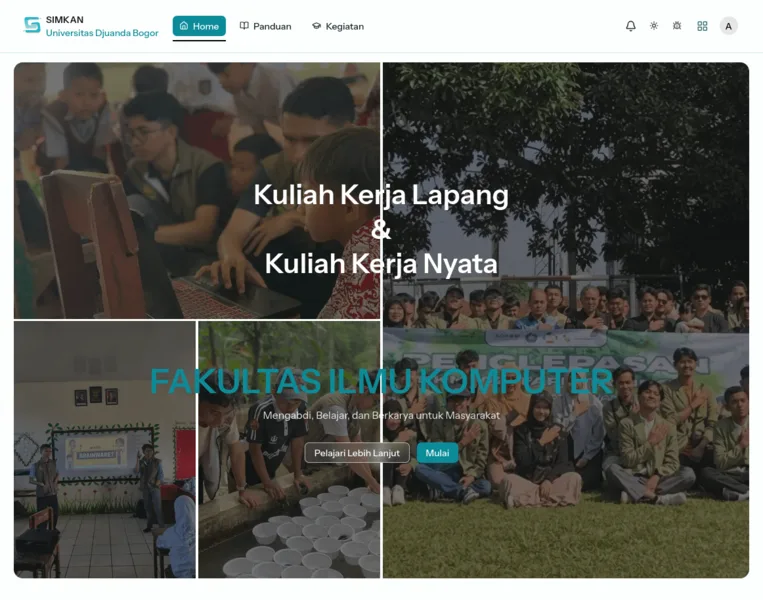 SIMKAN
Universitas Djuanda Bogor
Home
Panduan
Kegiatan
A
Kuliah Kerja Lapang
&
Kuliah Kerja Nyata
PENGLEPASAN
FAKULTAS ILMU KOMPUTER
Mengabdi, Belajar, dan Berkarya untuk Masyarakat
Pelajari Lebih Lanjut
Mulai